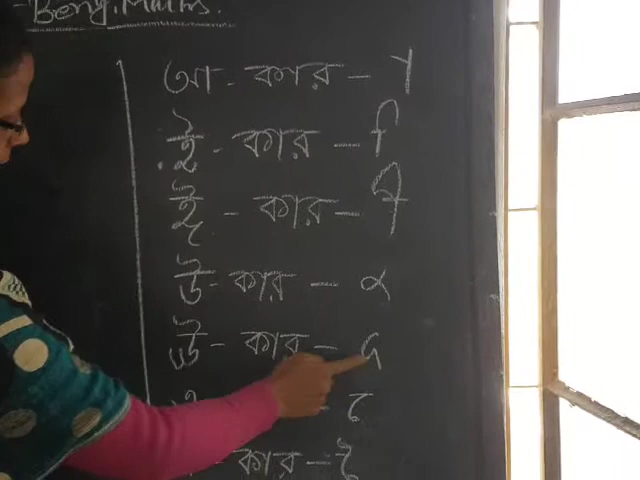 Beng. Maths.
আ - কার - া
ই - কার - ি
ঈ - কার - ী
উ - কার - ু
ঊ - কার - ূ
- ে
কার - ৈ